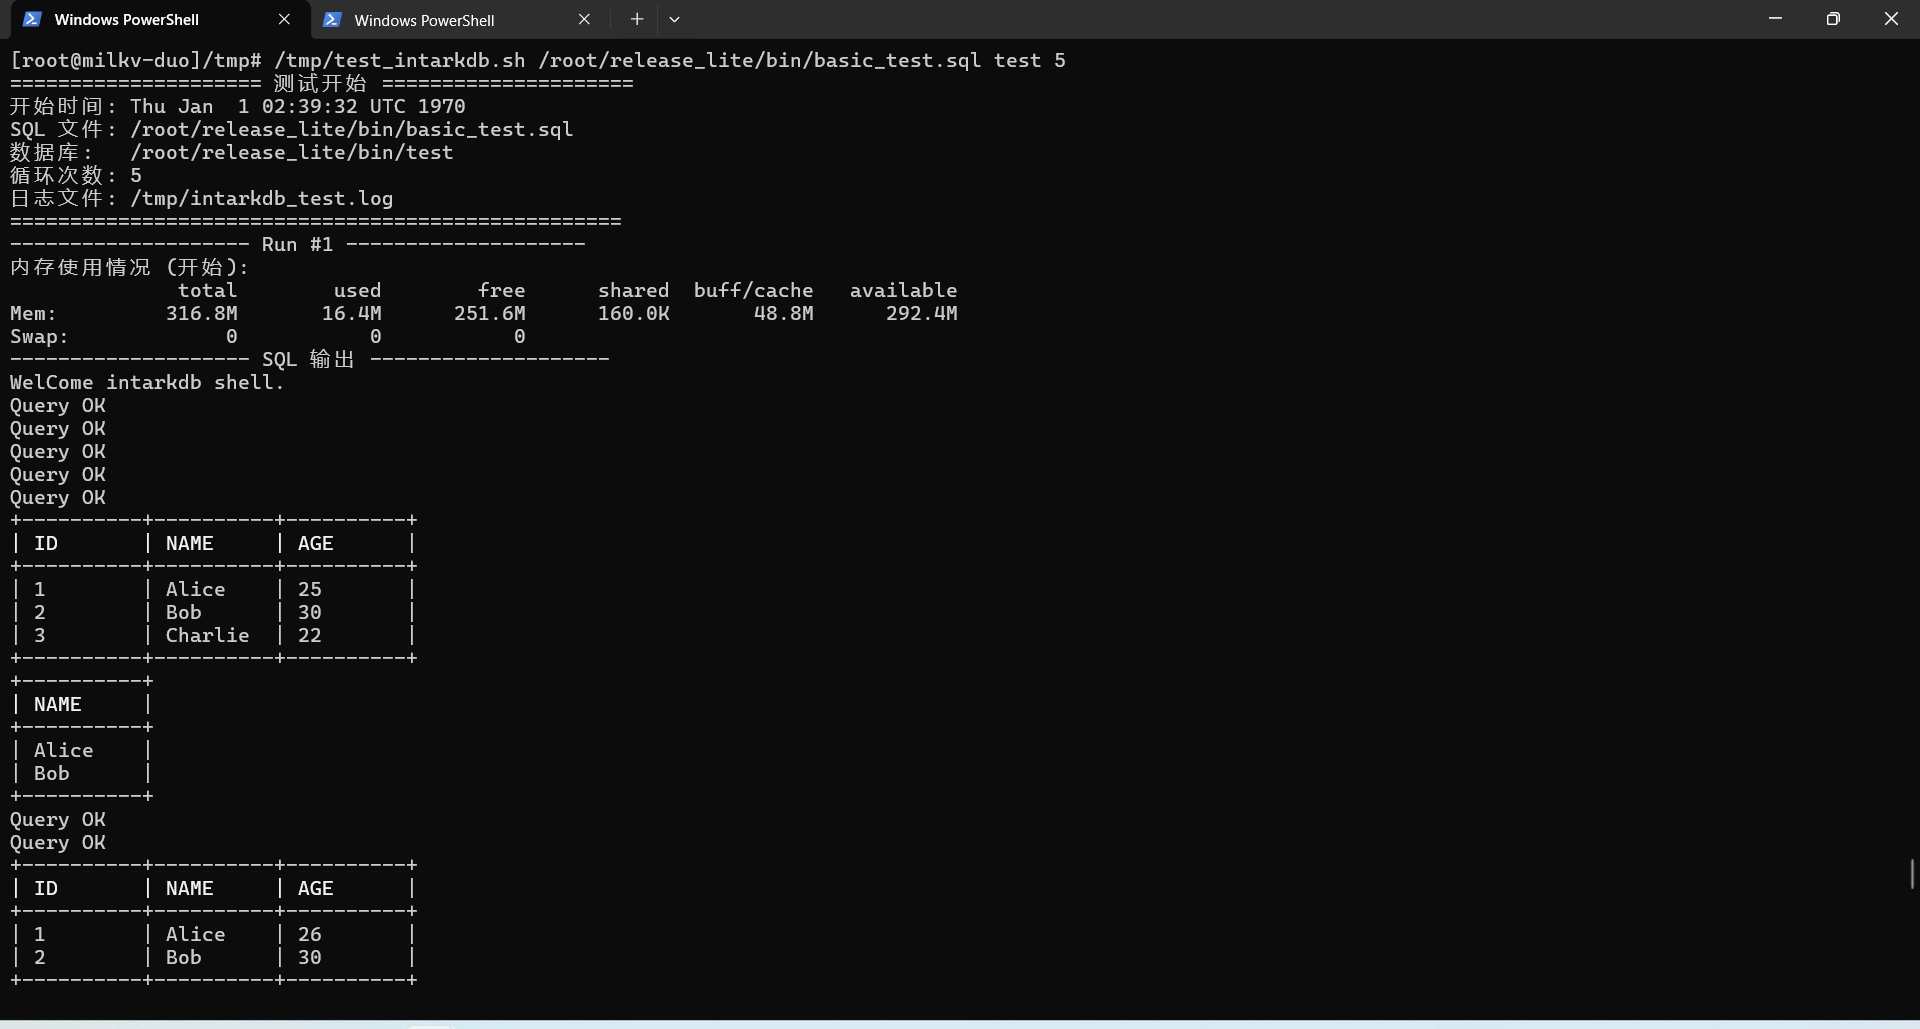 Windows PowerShell
Windows PowerShell
[root@milkv-duo]/tmp# /tmp/test_intarkdb.sh /root/release_lite/bin/basic_test.sql test 5
===================== 测试开始 =====================
开始时间: Thu Jan  1 02:39:32 UTC 1970
SQL 文件: /root/release_lite/bin/basic_test.sql
数据库:   /root/release_lite/bin/test
循环次数: 5
日志文件: /tmp/intarkdb_test.log
===================================================
-------------------- Run #1 --------------------
内存使用情况 (开始):
              total        used        free      shared  buff/cache   available
Mem:         316.8M       16.4M      251.6M      160.0K       48.8M      292.4M
Swap:             0           0           0
-------------------- SQL 输出 --------------------
WelCome intarkdb shell.
Query OK
Query OK
Query OK
Query OK
Query OK
+----------+----------+----------+
| ID       | NAME     | AGE      |
+----------+----------+----------+
| 1        | Alice    | 25       |
| 2        | Bob      | 30       |
| 3        | Charlie  | 22       |
+----------+----------+----------+
+----------+
| NAME     |
+----------+
| Alice    |
| Bob      |
+----------+
Query OK
Query OK
+----------+----------+----------+
| ID       | NAME     | AGE      |
+----------+----------+----------+
| 1        | Alice    | 26       |
| 2        | Bob      | 30       |
+----------+----------+----------+